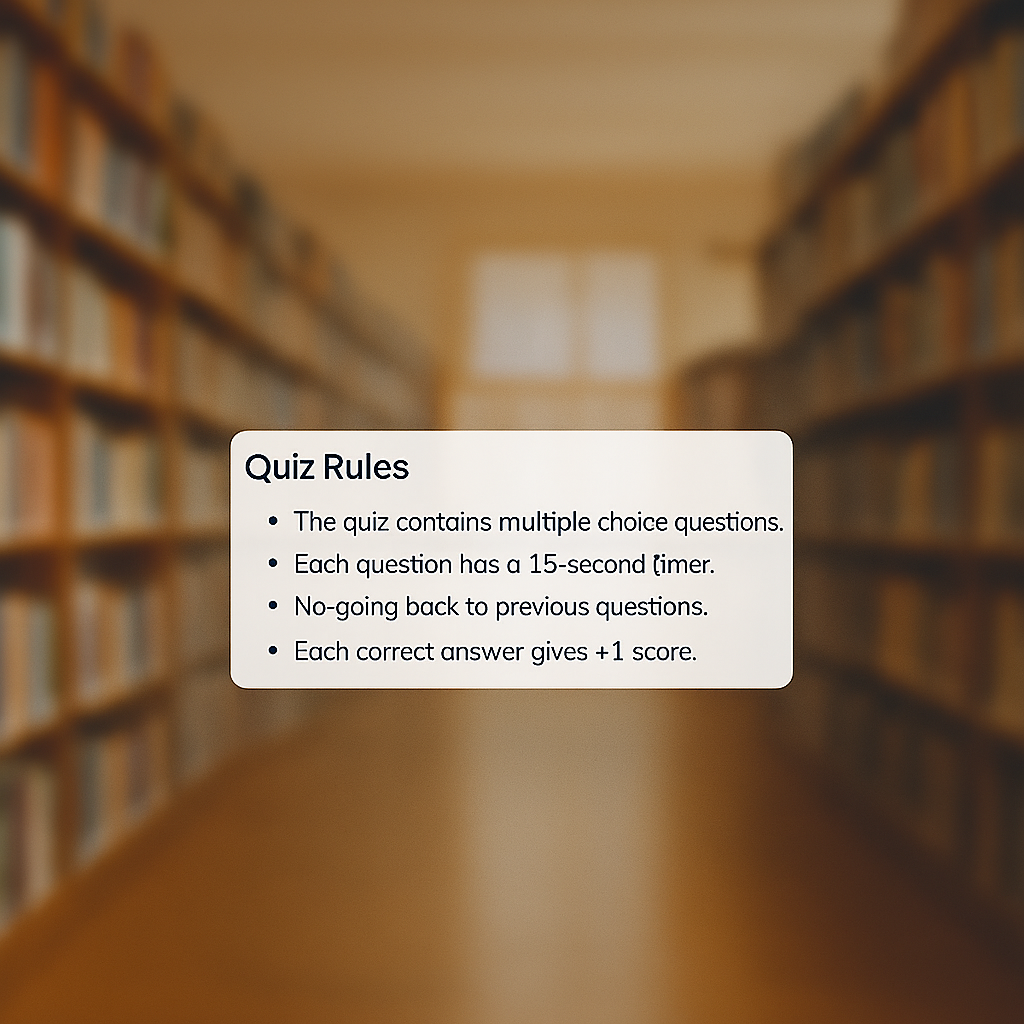 Quiz Rules
• The quiz contains multiple choice questions.
• Each question has a 15-second timer.
• No-going back to previous questions.
• Each correct answer gives +1 score.